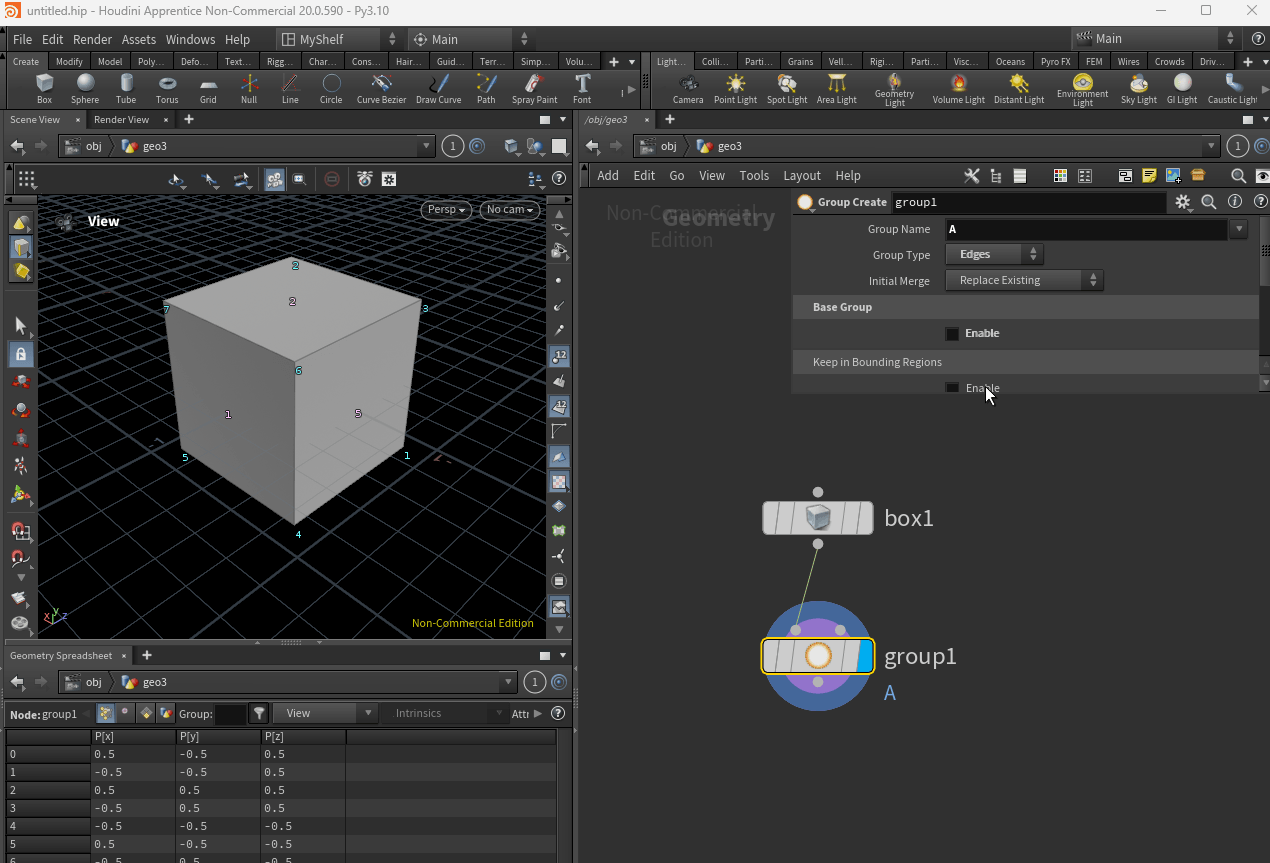 untitled.hip - Houdini Apprentice Non-Commercial 20.0.590 - Py3.10
File Edit Render Assets Windows Help MyShelf Main Main
Create Modify Model Poly... Defo... Text... Rigg... Char... Cons... Hair... Guid... Terr... Simp... Volu...
Light... Colli... Parti... Grains Vell... Rigi... Parti... Visc... Oceans Pyro FX FEM Wires Crowds Driv...
Box Sphere Tube Torus Grid Null Line Circle Curve Bezier Draw Curve Path Spray Paint Font
Camera Point Light Spot Light Area Light Geometry Light Volume Light Distant Light Environment Light Sky Light GI Light Caustic Light
Scene View Render View
/obj/geo3
obj geo3 1
obj geo3 1
Add Edit Go View Tools Layout Help
View Persp No cam
Non-Commercial Edition
Geometry
Group Create group1
Group Name A
Group Type Edges
Initial Merge Replace Existing
Base Group
Enable
Keep in Bounding Regions
Enable
2
2
7
3
6
1
5
5
1
4
12
12
x y z
Non-Commercial Edition
box1
group1
A
Geometry Spreadsheet
obj geo3 1
Node: group1 Group: View Intrinsics Attr
P[x] P[y] P[z]
0 0.5 -0.5 0.5
1 -0.5 -0.5 0.5
2 0.5 0.5 0.5
3 -0.5 0.5 0.5
4 -0.5 -0.5 -0.5
5 0.5 -0.5 -0.5
6 -0.5 0.5 -0.5